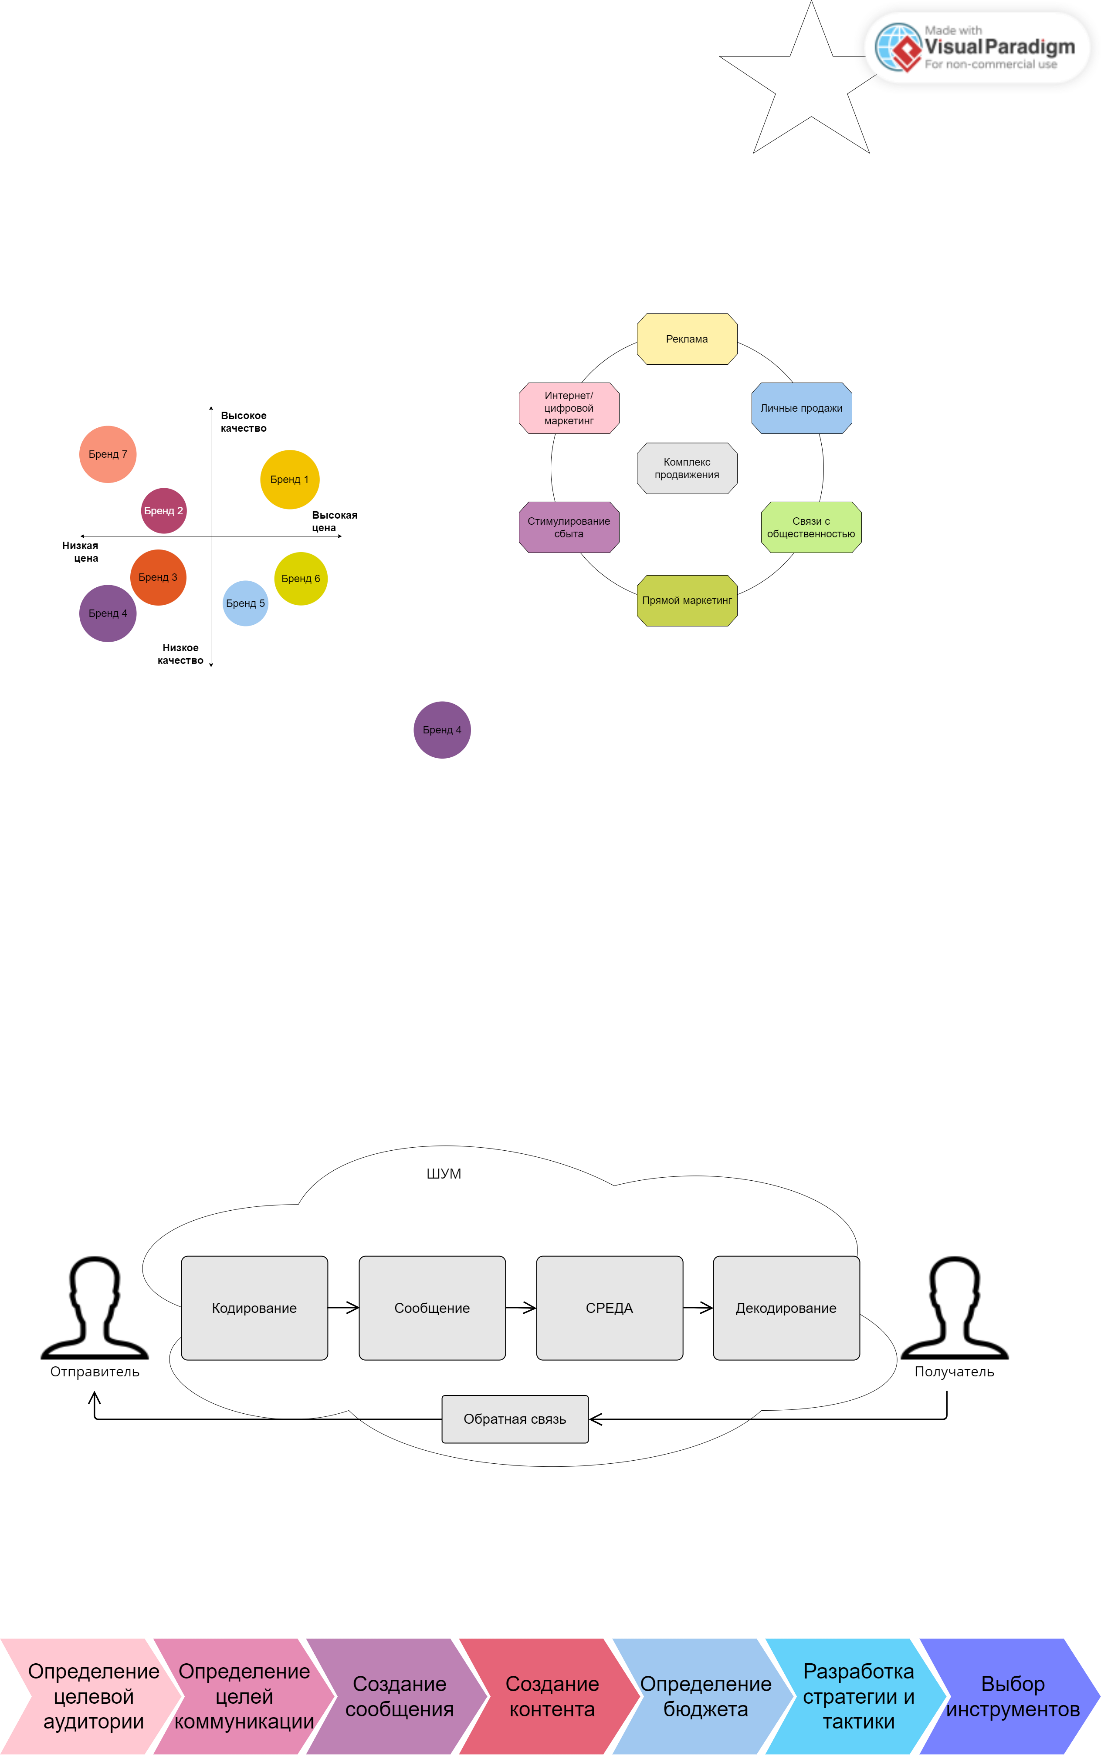 Made with
Visual Paradigm
For non-commercial use
Реклама
Интернет/
цифровой
маркетинг
Личные продажи
Комплекс
продвижения
Стимулирование
сбыта
Связи с
общественностью
Прямой маркетинг
Высокое
качество
Бренд 7
Бренд 1
Бренд 2
Высокая
цена
Низкая
цена
Бренд 3
Бренд 6
Бренд 5
Бренд 4
Низкое
качество
Бренд 4
ШУМ
Кодирование
Сообщение
СРЕДА
Декодирование
Отправитель
Получатель
Обратная связь
Определение
целевой
аудитории
Определение
целей
коммуникации
Создание
сообщения
Создание
контента
Определение
бюджета
Разработка
стратегии и
тактики
Выбор
инструментов